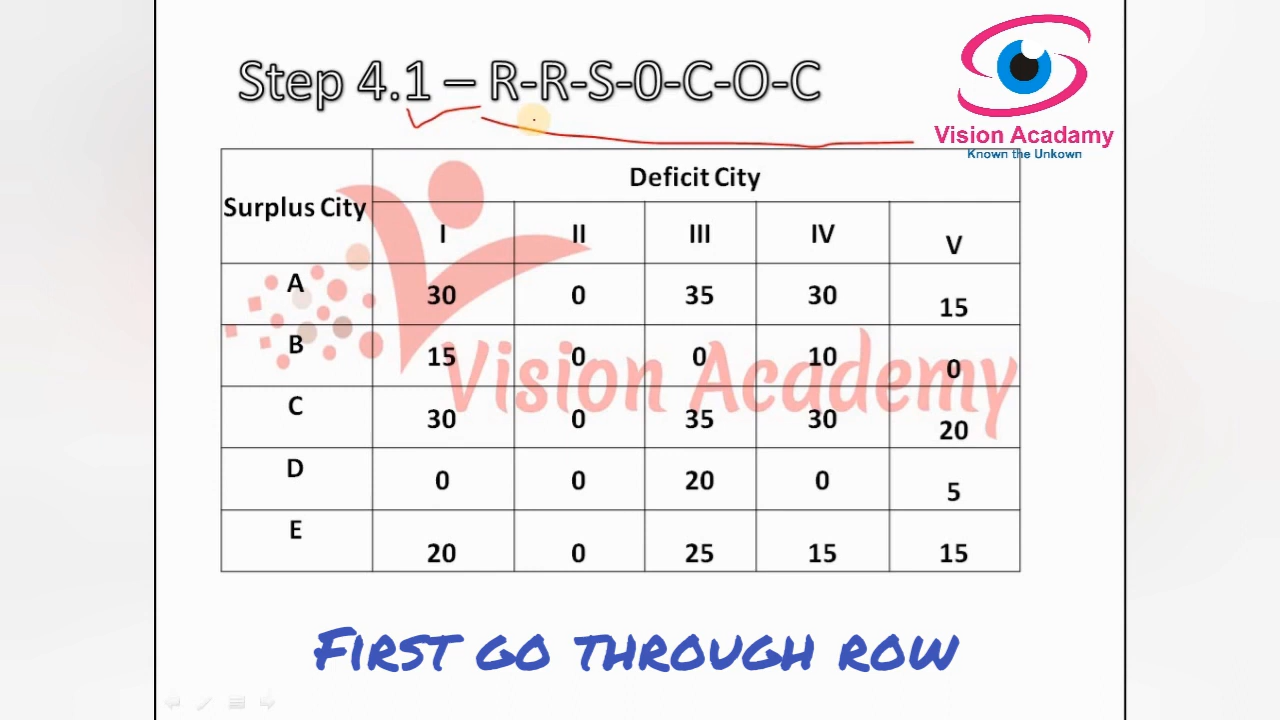 Step 4.1 – R-R-S-0-C-O-C
Vision Acadamy
Known the Unkown
Surplus City
Deficit City
I II III IV V
A 30 0 35 30 15
B 15 0 0 10 0
C 30 0 35 30 20
D 0 0 20 0 5
E 20 0 25 15 15
Vision Academy
First go through row